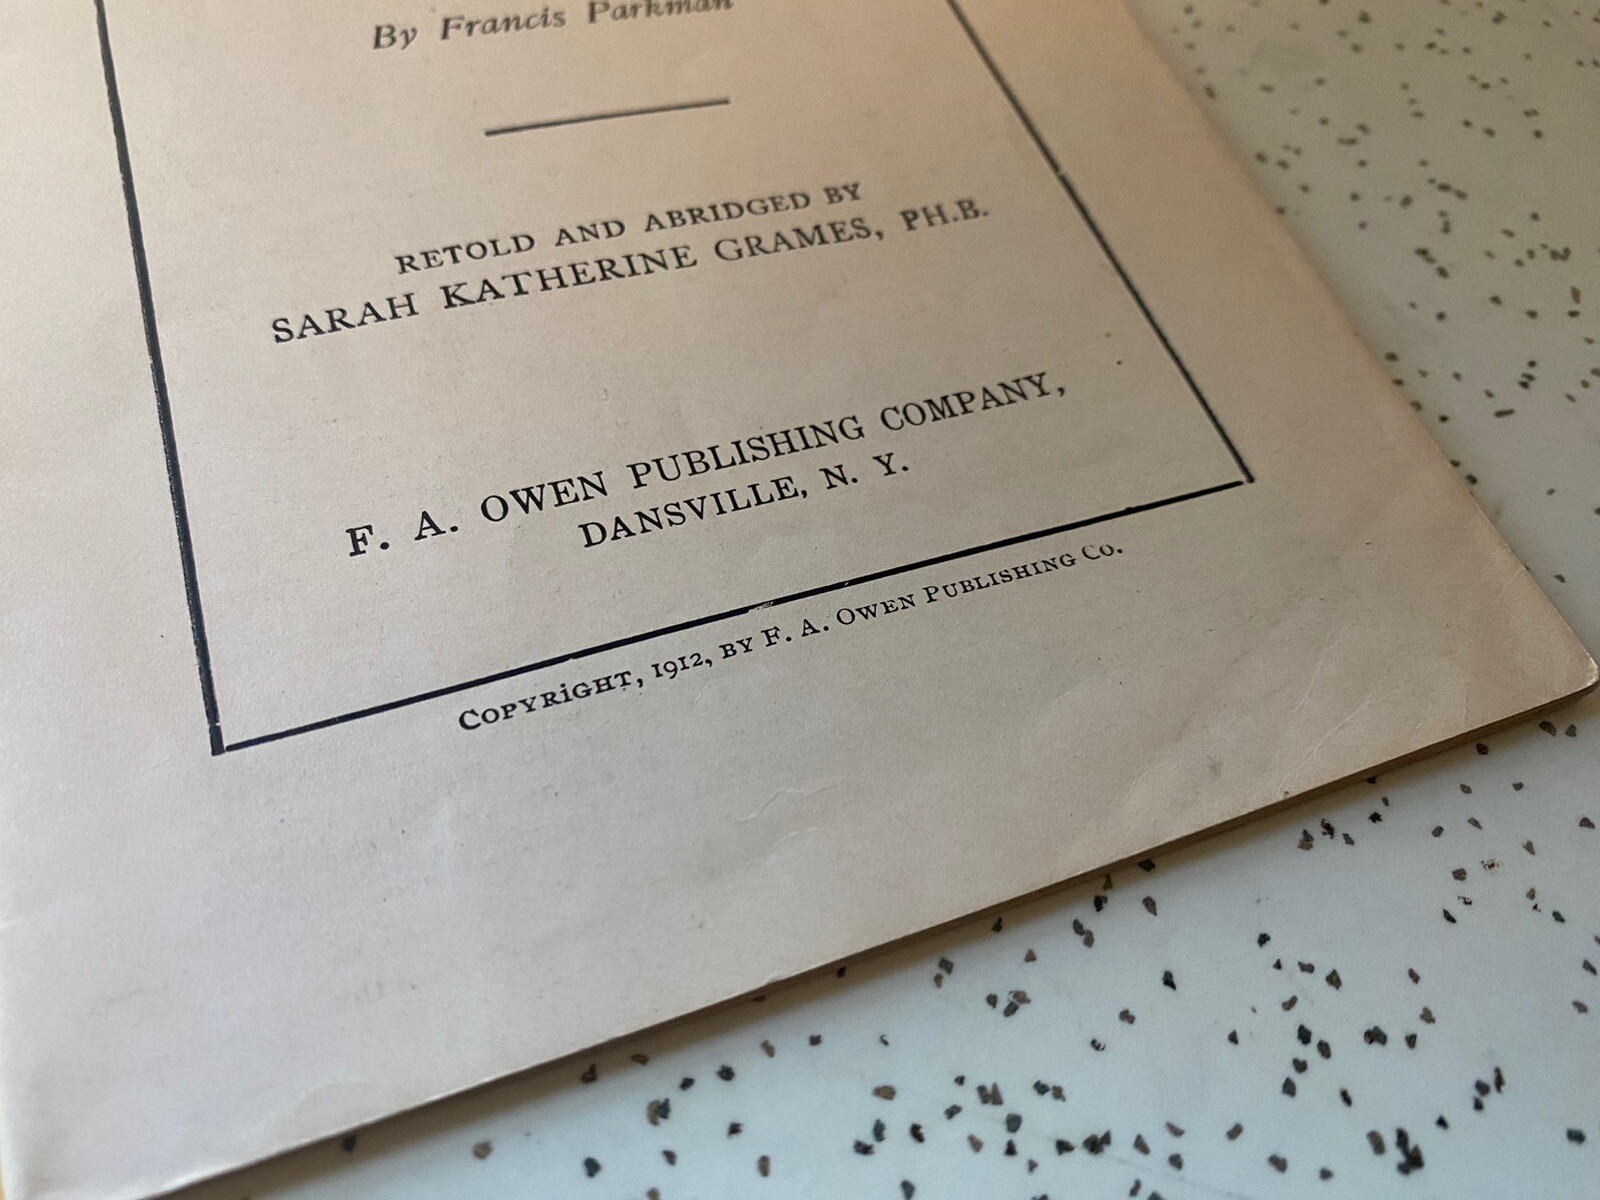 By Francis Parkman
RETOLD AND ABRIDGED BY
SARAH KATHERINE GRAMES, PH.B.
F. A. OWEN PUBLISHING COMPANY,
DANSVILLE, N. Y.
COPYRIGHT, 1912, BY F. A. OWEN PUBLISHING CO.